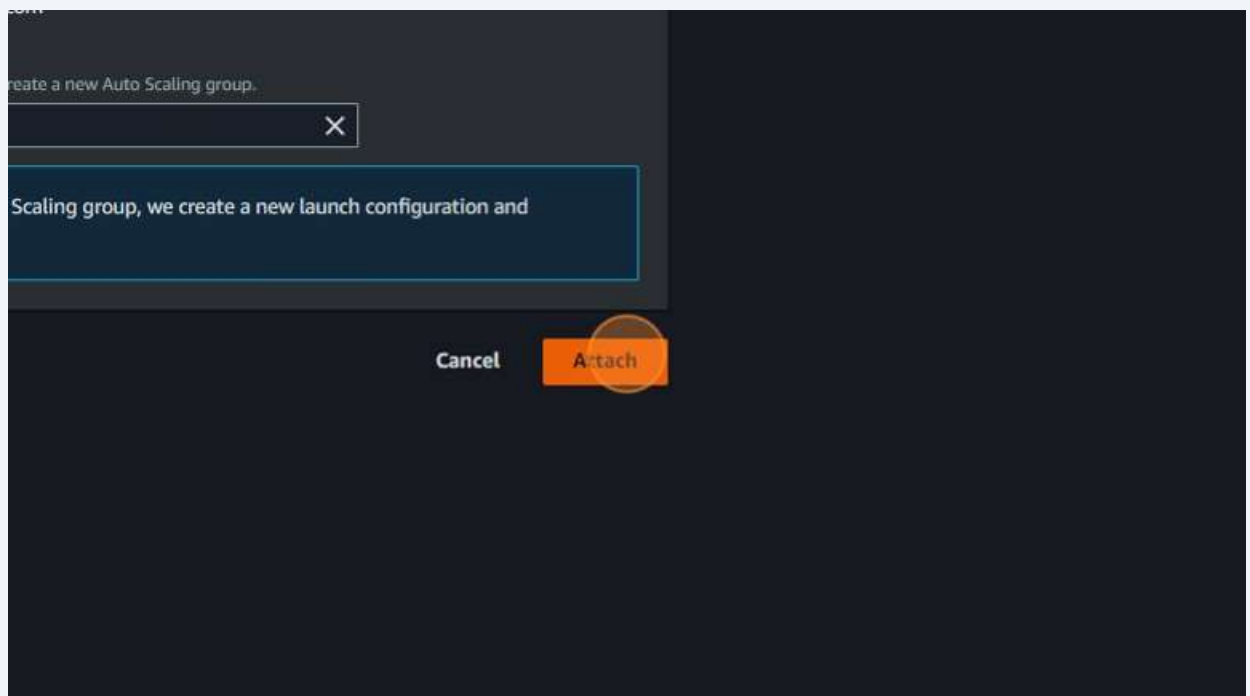 reate a new Auto Scaling group.
Scaling group, we create a new launch configuration and
Cancel
Attach